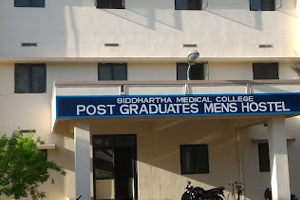 SIDDHARTHA MEDICAL COLLEGE
POST GRADUATES MENS HOSTEL